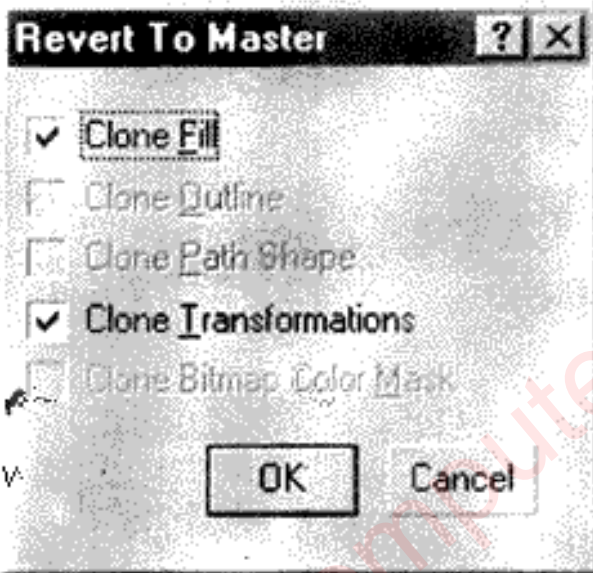 Revert To Master ? ×
Clone Fill
Clone Outline
Clone Path Shape
Clone Transformations
Clone Bitmap Color Mask
OK Cancel